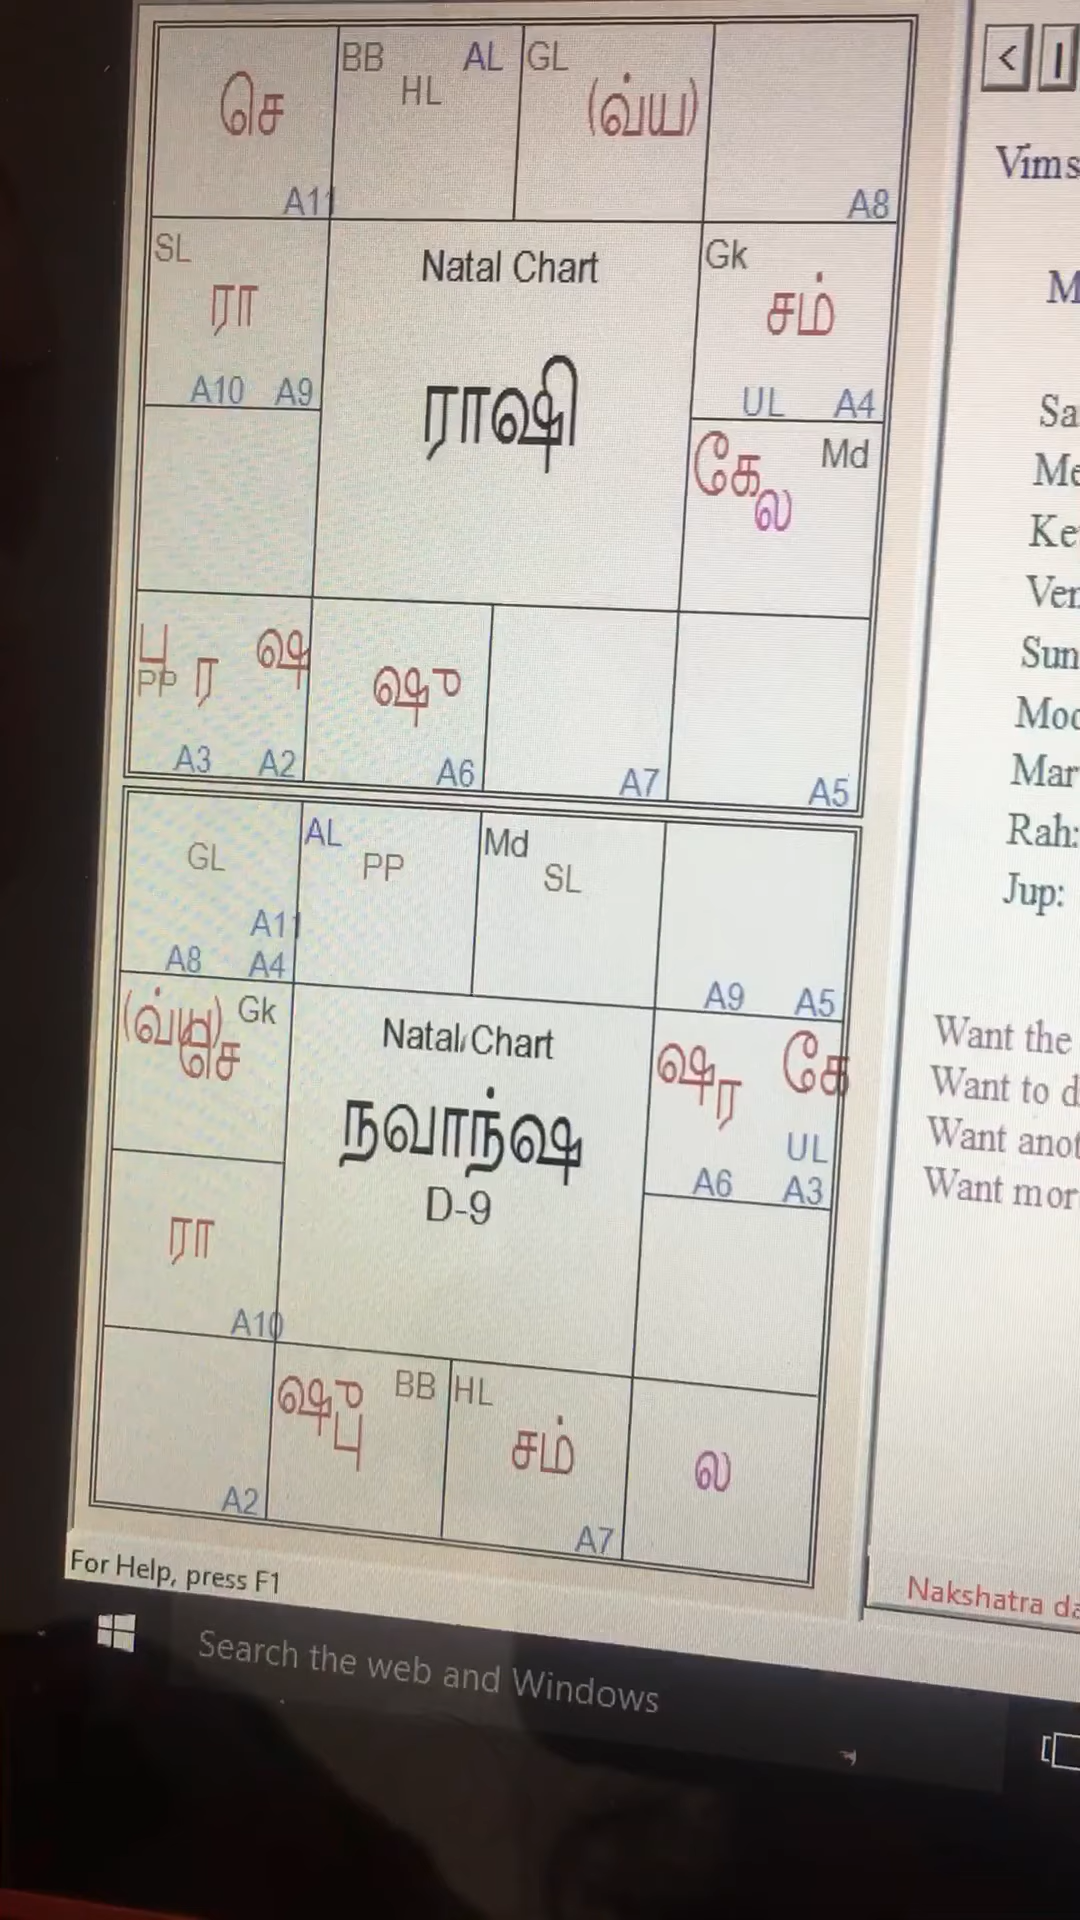 செ
BB AL
HL
GL
(வ்ய)
A11
A8
SL
ரா
Natal Chart
Gk
சம்
A10 A9
ராஷி
UL A4
கே Md
ல
பு ர ஷ
PP
ஷு
A3 A2
A6
A7
A5
GL
AL
PP
Md
SL
A11
A8 A4
A9 A5
Gk
செ
Natal Chart
நவாந்ஷ
D-9
ஷ ர கே
UL
A6 A3
ரா
A10
ஷு பு BB
HL
சம்
ல
A2
A7
<
Vims
M
Sa
Me
Ke
Ven
Sun
Moo
Mar
Rah:
Jup:
Want the
Want to d
Want anot
Want mor
Nakshatra da
For Help, press F1
Search the web and Windows